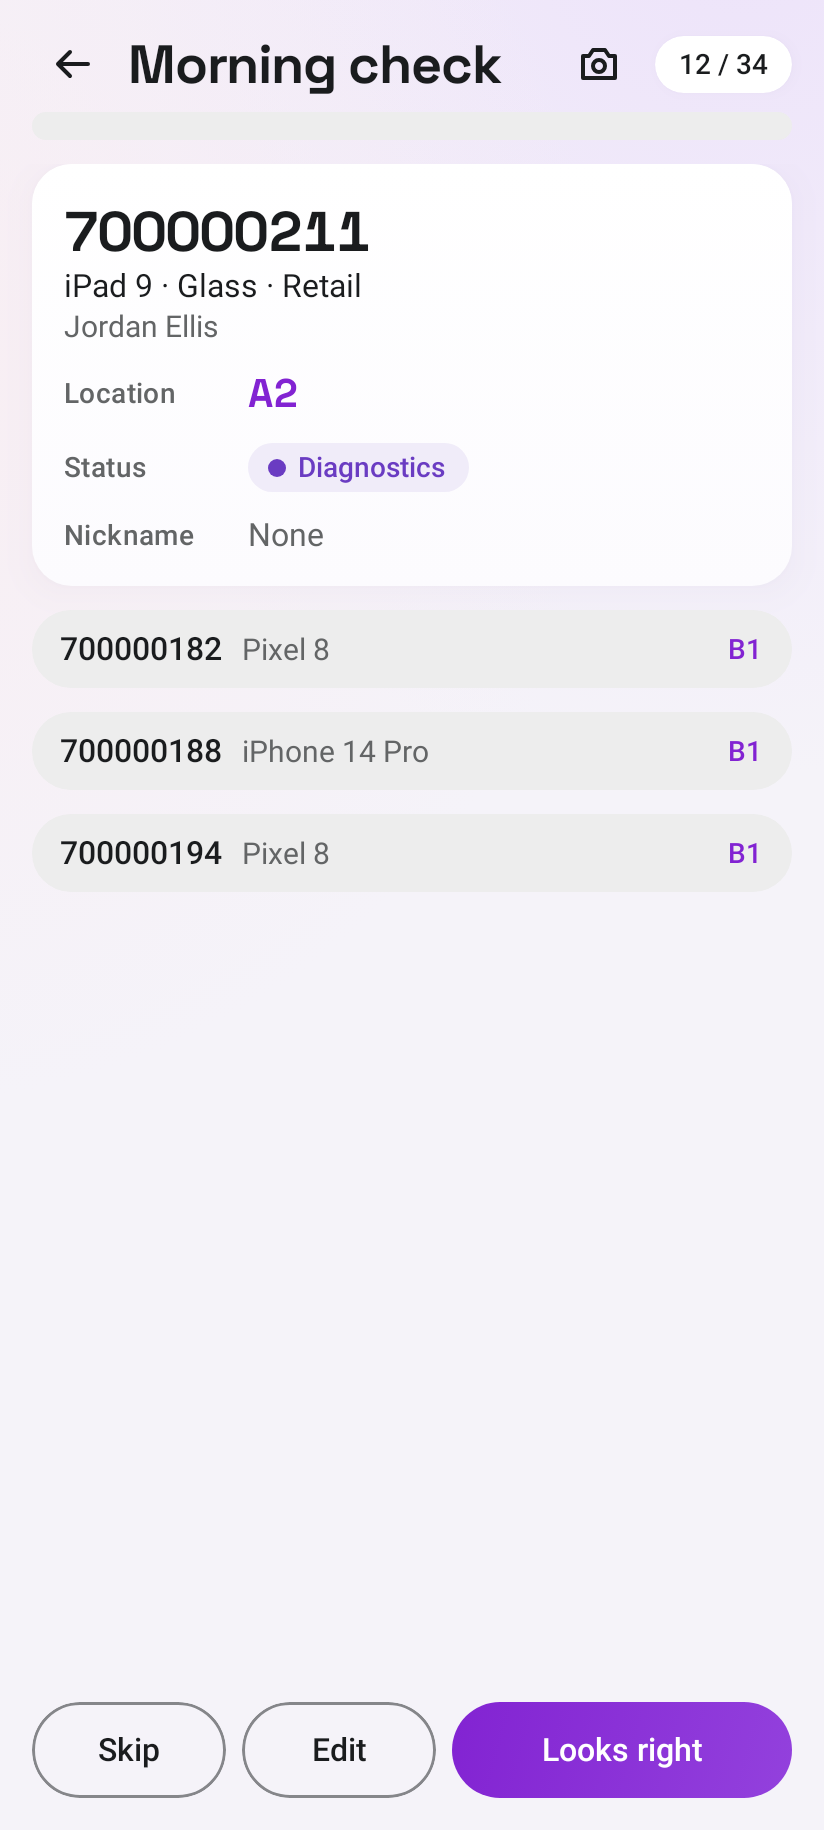 Morning check
12 / 34
700000211
iPad 9 · Glass · Retail
Jordan Ellis
Location A2
Status Diagnostics
Nickname None
700000182 Pixel 8 B1
700000188 iPhone 14 Pro B1
700000194 Pixel 8 B1
Skip Edit Looks right